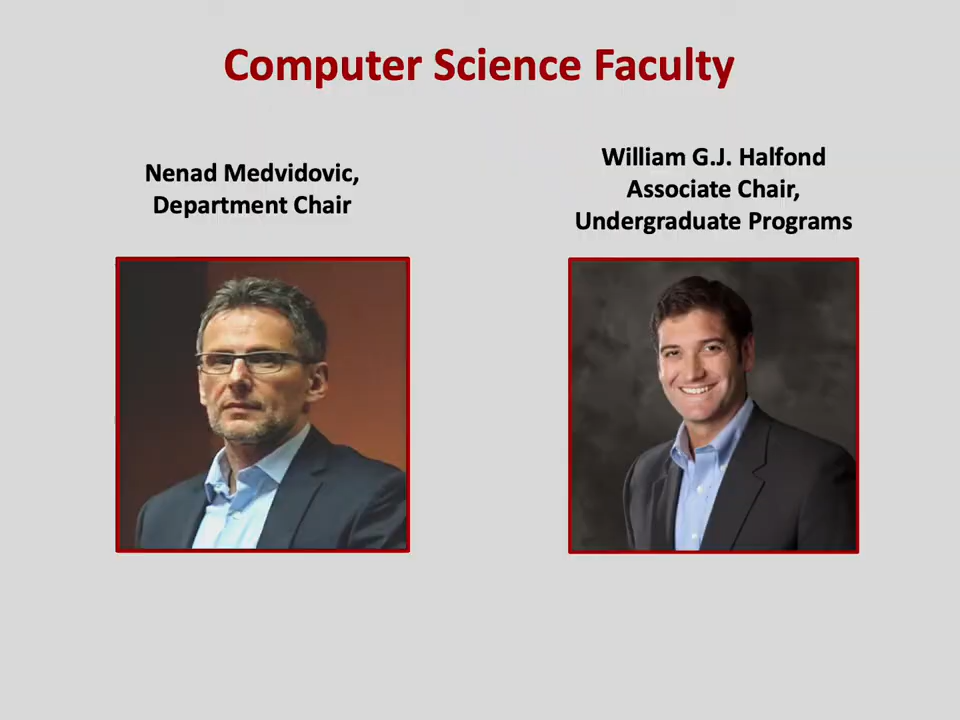 Computer Science Faculty
Nenad Medvidovic,
Department Chair
William G.J. Halfond
Associate Chair,
Undergraduate Programs